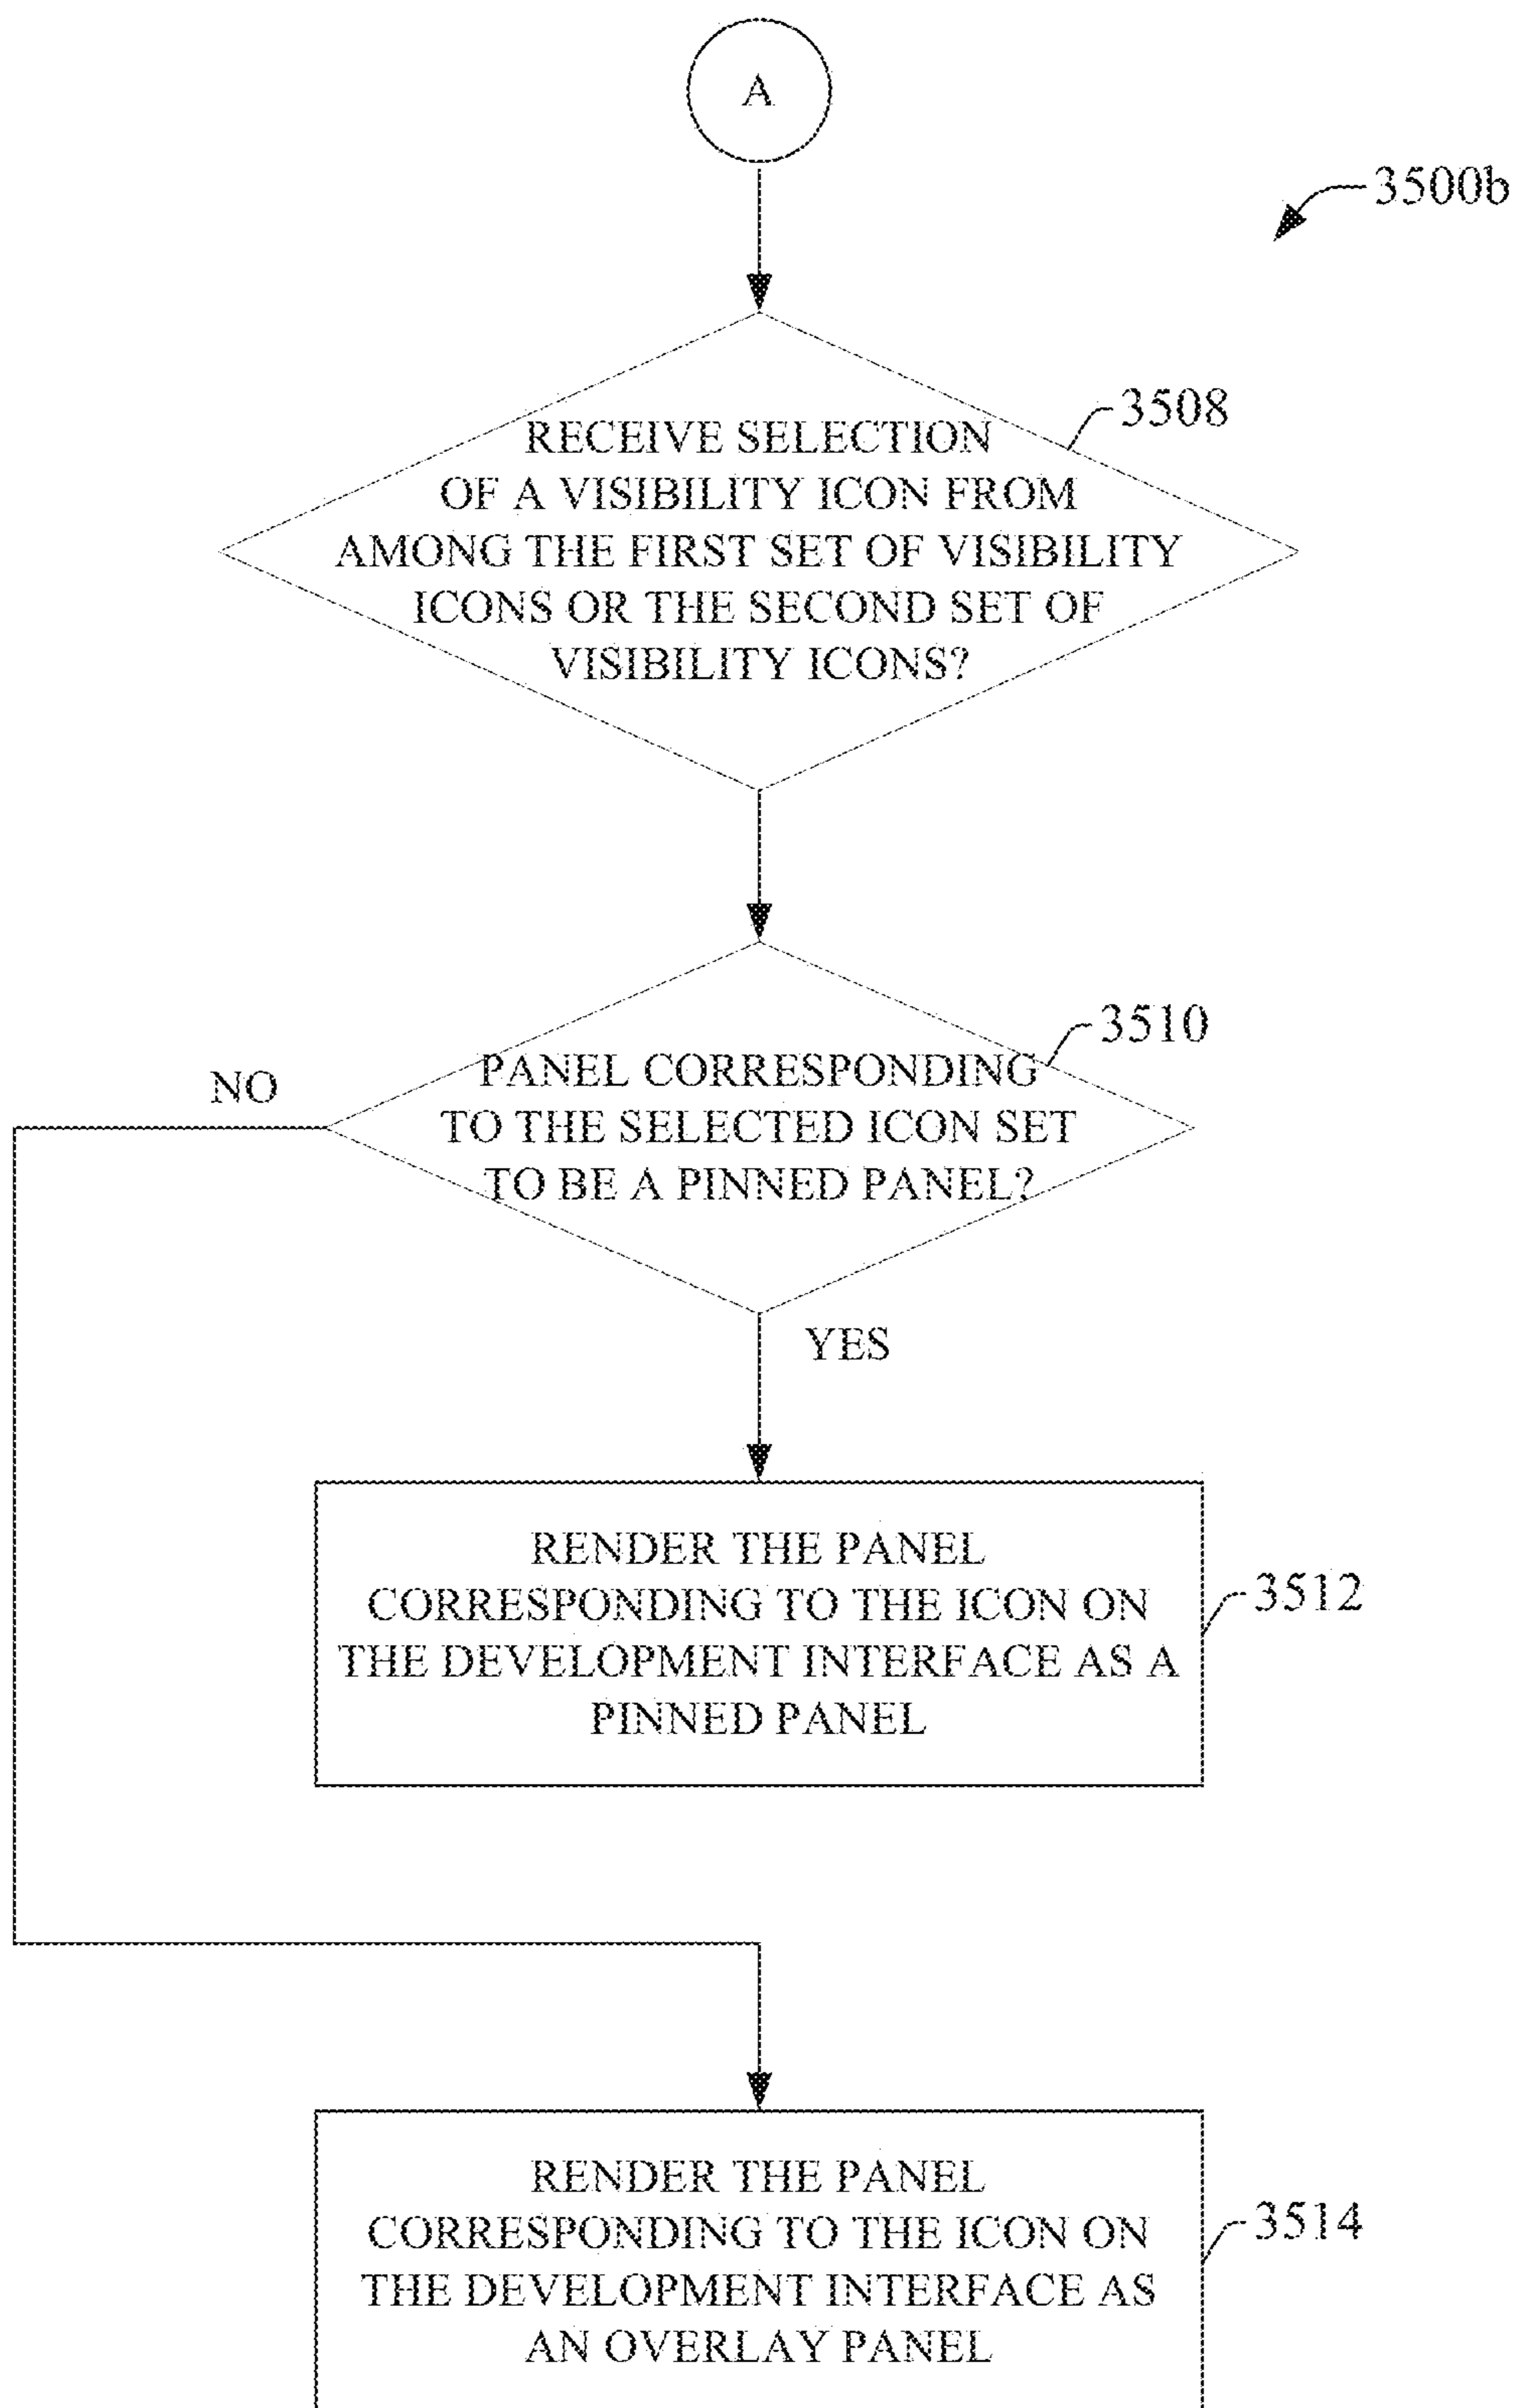 A
3500b
3508
RECEIVE SELECTION
OF A VISIBILITY ICON FROM
AMONG THE FIRST SET OF VISIBILITY
ICONS OR THE SECOND SET OF
VISIBILITY ICONS?
3510
NO
PANEL CORRESPONDING
TO THE SELECTED ICON SET
TO BE A PINNED PANEL?
YES
RENDER THE PANEL
CORRESPONDING TO THE ICON ON
THE DEVELOPMENT INTERFACE AS A
PINNED PANEL
3512
RENDER THE PANEL
CORRESPONDING TO THE ICON ON
THE DEVELOPMENT INTERFACE AS
AN OVERLAY PANEL
3514